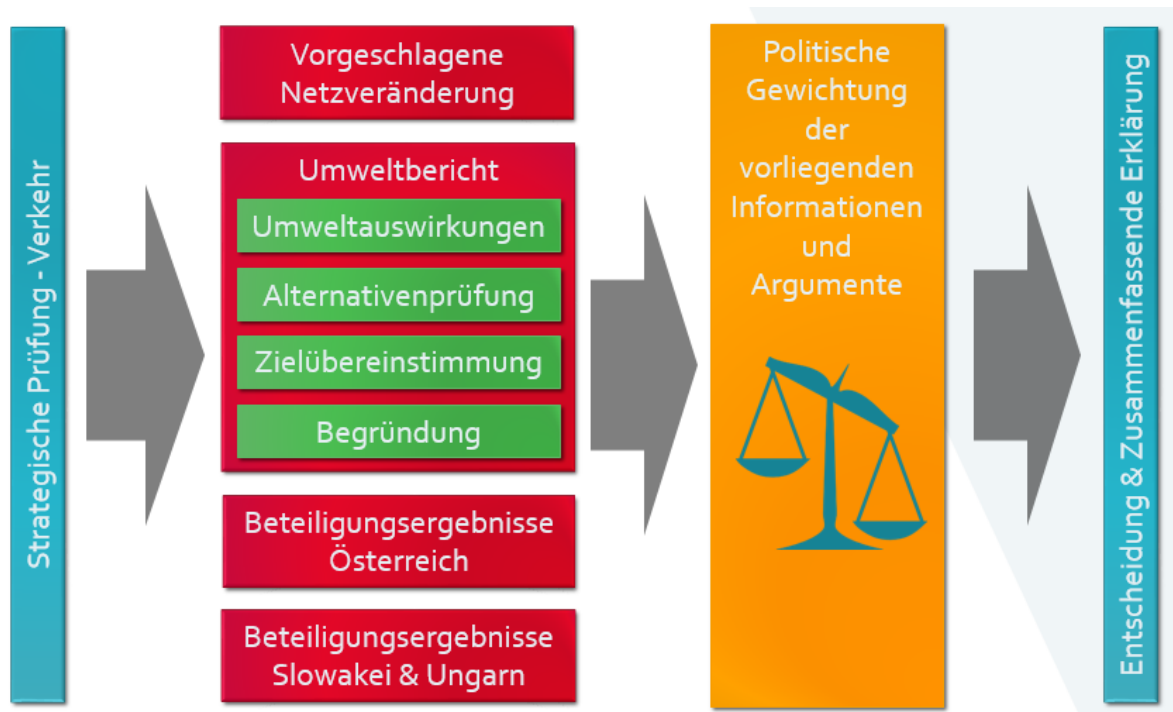 Strategische Prüfung - Verkehr
Vorgeschlagene
Netzveränderung
Umweltbericht
Umweltauswirkungen
Alternativenprüfung
Zielübereinstimmung
Begründung
Beteiligungsergebnisse
Österreich
Beteiligungsergebnisse
Slowakei & Ungarn
Politische
Gewichtung
der
vorliegenden
Informationen
und
Argumente
Entscheidung & Zusammenfassende Erklärung